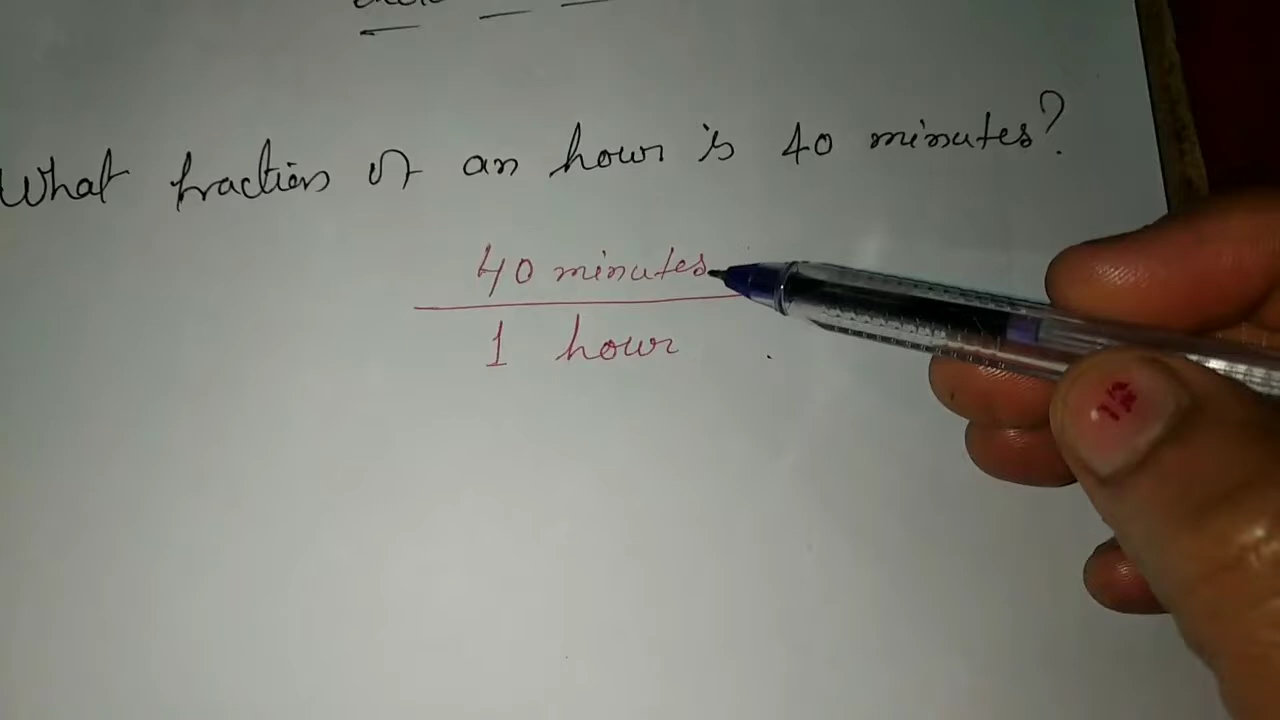 What fraction of an hour is 40 minutes?
40 minutes
1 hour